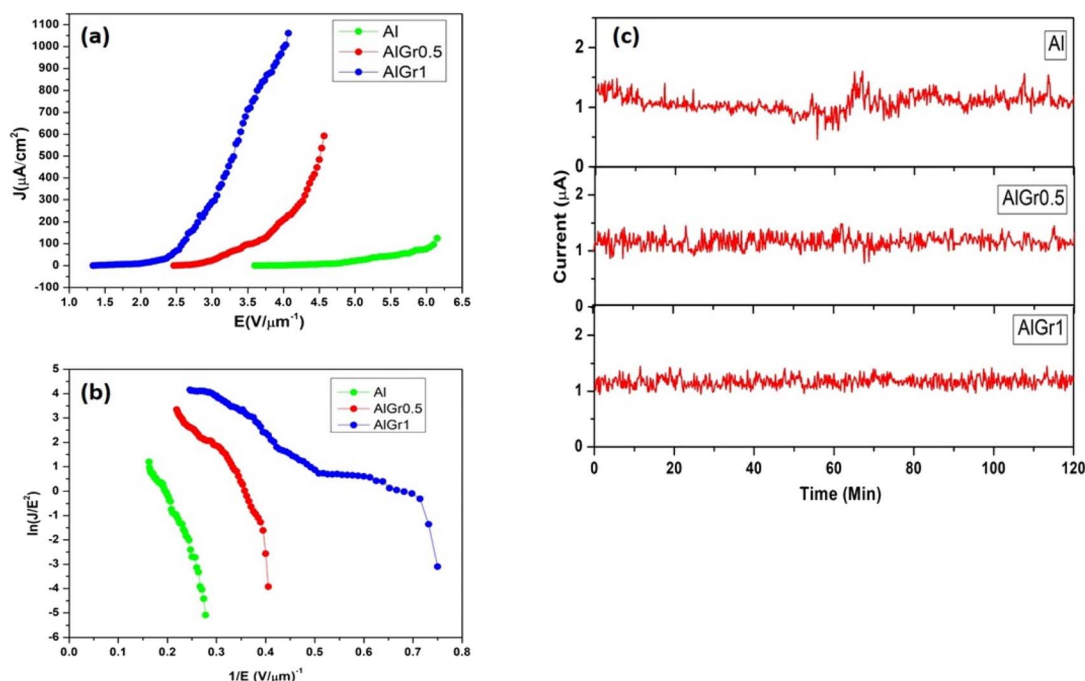 (a)
Al
AlGr0.5
AlGr1
1100
1000
900
800
700
600
500
400
300
200
100
0
-100
J(μA/cm²)
1.0 1.5 2.0 2.5 3.0 3.5 4.0 4.5 5.0 5.5 6.0 6.5
E(V/μm⁻¹)
(b)
Al
AlGr0.5
AlGr1
5
4
3
2
1
0
-1
-2
-3
-4
-5
-6
ln(J/E²)
0.0 0.1 0.2 0.3 0.4 0.5 0.6 0.7 0.8
1/E (V/μm)⁻¹
(c)
Al
2
1
0
AlGr0.5
2
1
0
AlGr1
2
1
0
Current (μA)
0 20 40 60 80 100 120
Time (Min)